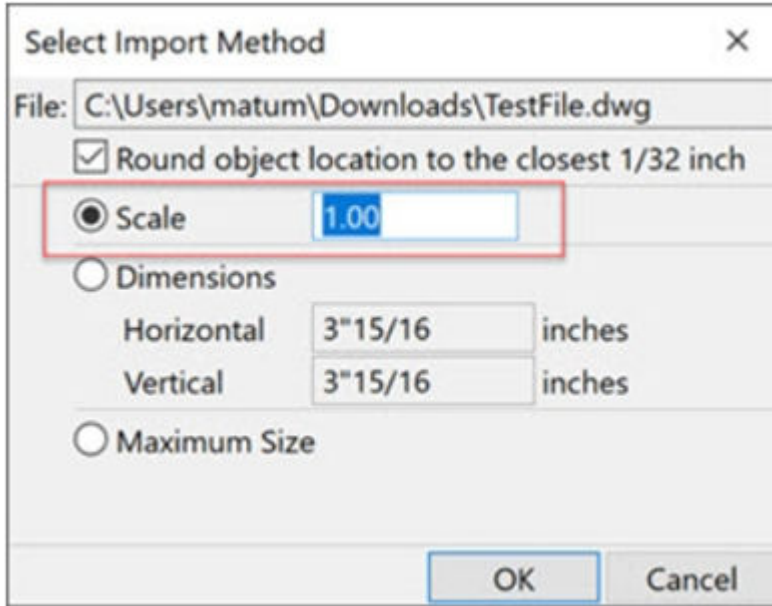 Select Import Method
File: C:\Users\matum\Downloads\TestFile.dwg
Round object location to the closest 1/32 inch
Scale 1.00
Dimensions
Horizontal 3"15/16 inches
Vertical 3"15/16 inches
Maximum Size
OK Cancel